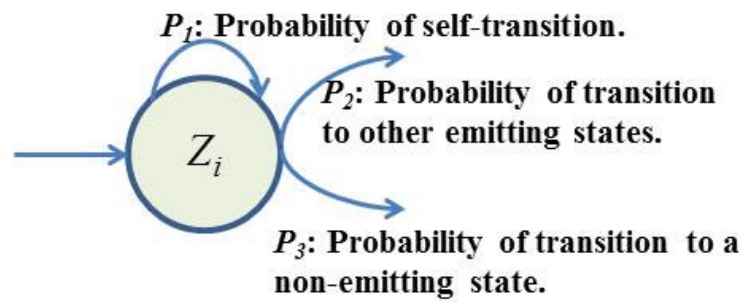 P₁: Probability of self-transition.
P₂: Probability of transition
to other emitting states.
Zᵢ
P₃: Probability of transition to a
non-emitting state.